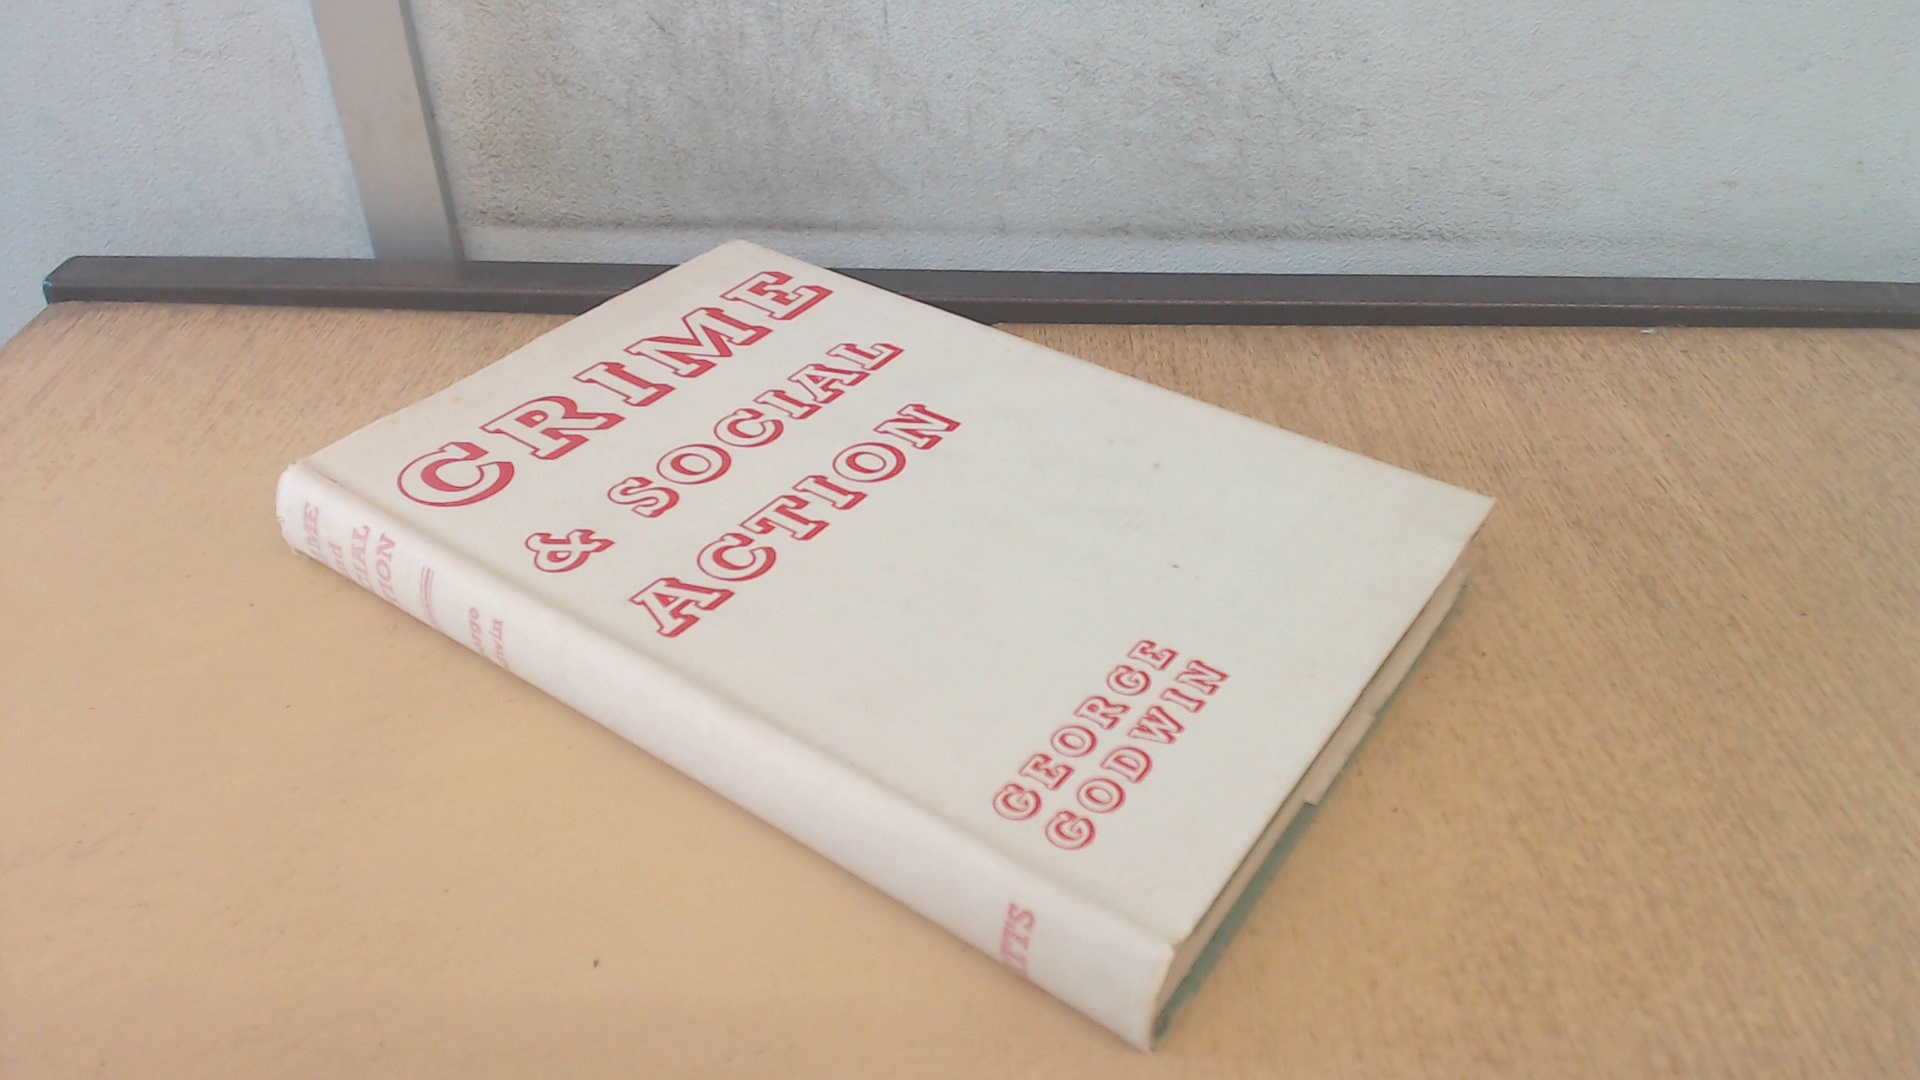 CRIME
& SOCIAL
ACTION
GEORGE
GODWIN